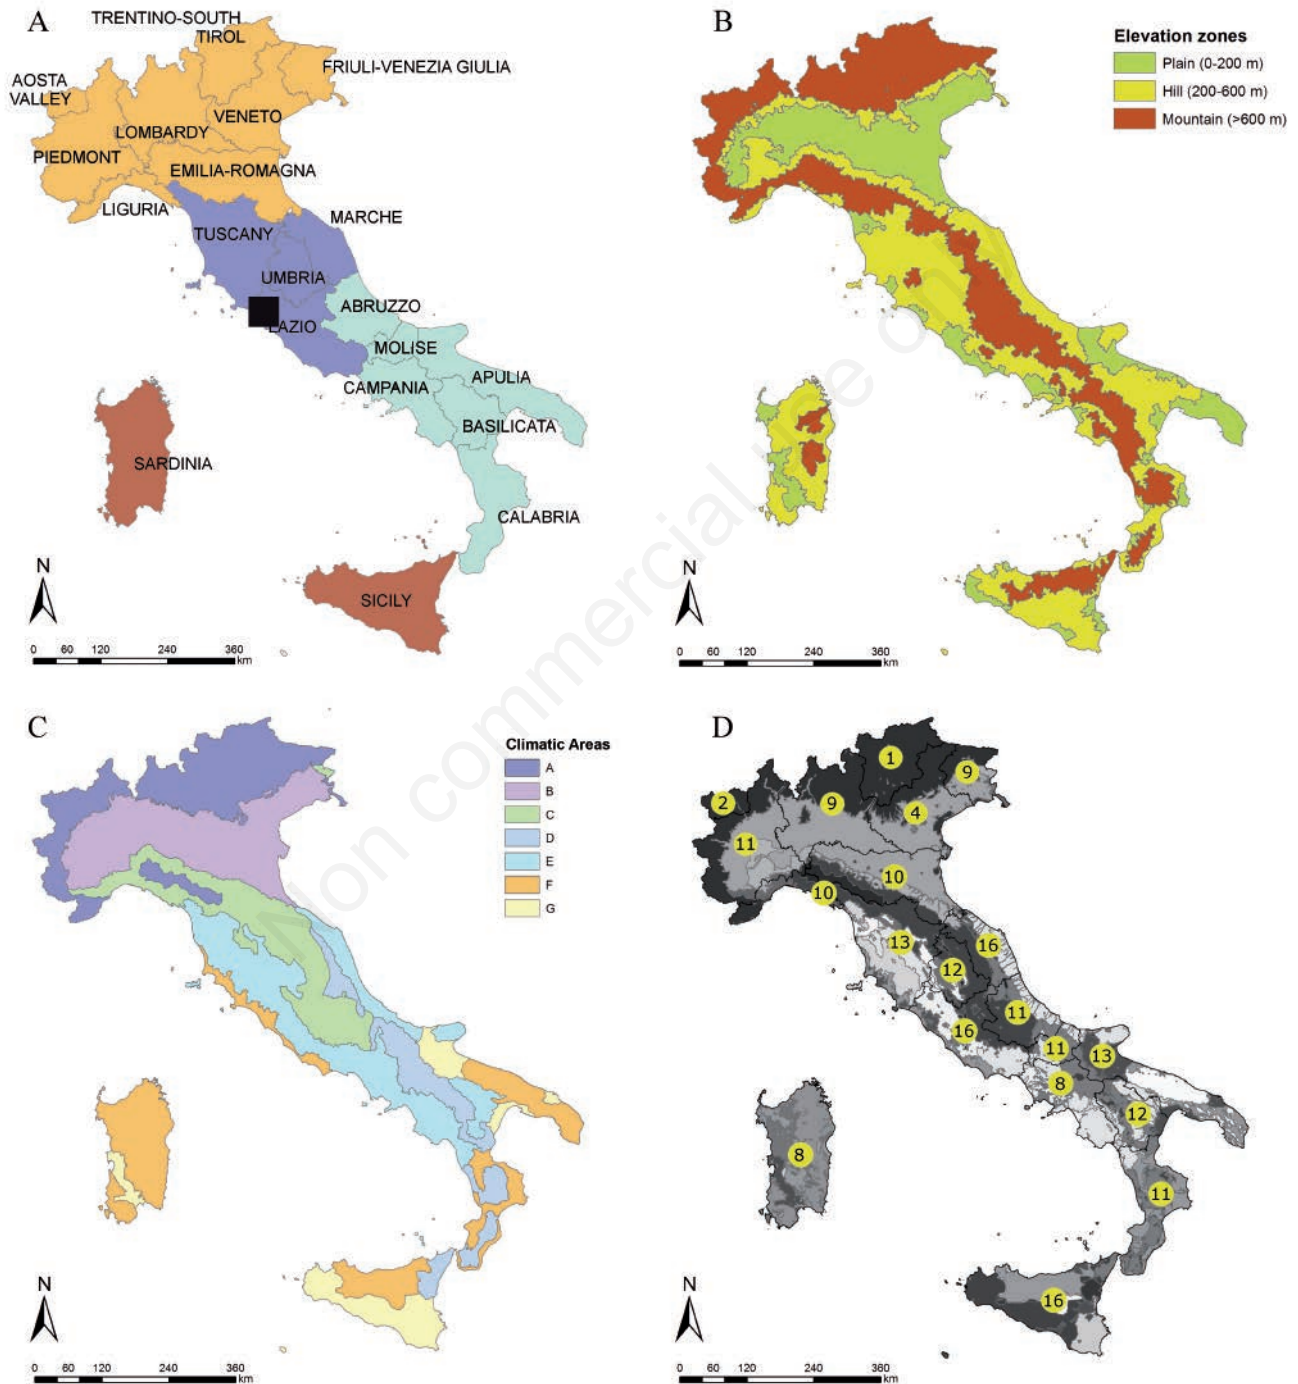 A
TRENTINO-SOUTH
TIROL
FRIULI-VENEZIA GIULIA
AOSTA
VALLEY
VENETO
LOMBARDY
PIEDMONT
EMILIA-ROMAGNA
LIGURIA
MARCHE
TUSCANY
UMBRIA
ABRUZZO
LAZIO
MOLISE
CAMPANIA
APULIA
BASILICATA
SARDINIA
CALABRIA
SICILY
N
0 60 120 240 360
km
B
Elevation zones
Plain (0-200 m)
Hill (200-600 m)
Mountain (>600 m)
N
0 60 120 240 360
km
C
Climatic Areas
A
B
C
D
E
F
G
N
0 60 120 240 360
km
D
1
9
2
9
4
11
10
10
13
16
12
11
16
11
13
8
12
8
11
16
N
0 60 120 240 360
km
Non commercial use only